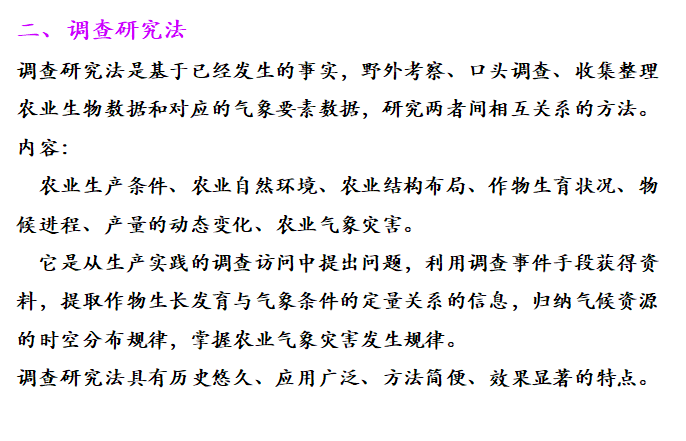 二、调查研究法
调查研究法是基于已经发生的事实，野外考察、口头调查、收集整理
农业生物数据和对应的气象要素数据，研究两者间相互关系的方法。
内容：
农业生产条件、农业自然环境、农业结构布局、作物生育状况、物
候进程、产量的动态变化、农业气象灾害。
它是从生产实践的调查访问中提出问题，利用调查事件手段获得资
料，提取作物生长发育与气象条件的定量关系的信息，归纳气候资源
的时空分布规律，掌握农业气象灾害发生规律。
调查研究法具有历史悠久、应用广泛、方法简便、效果显著的特点。